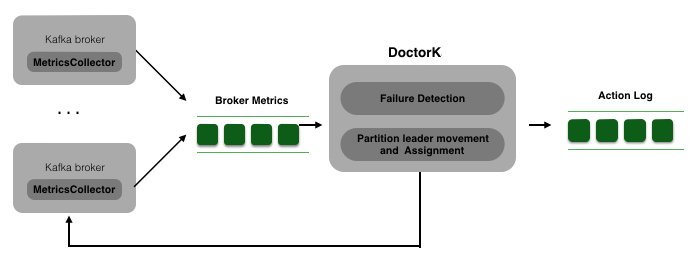 Kafka broker
MetricsCollector
...
Kafka broker
MetricsCollector
Broker Metrics
DoctorK
Failure Detection
Partition leader movement
and Assignment
Action Log